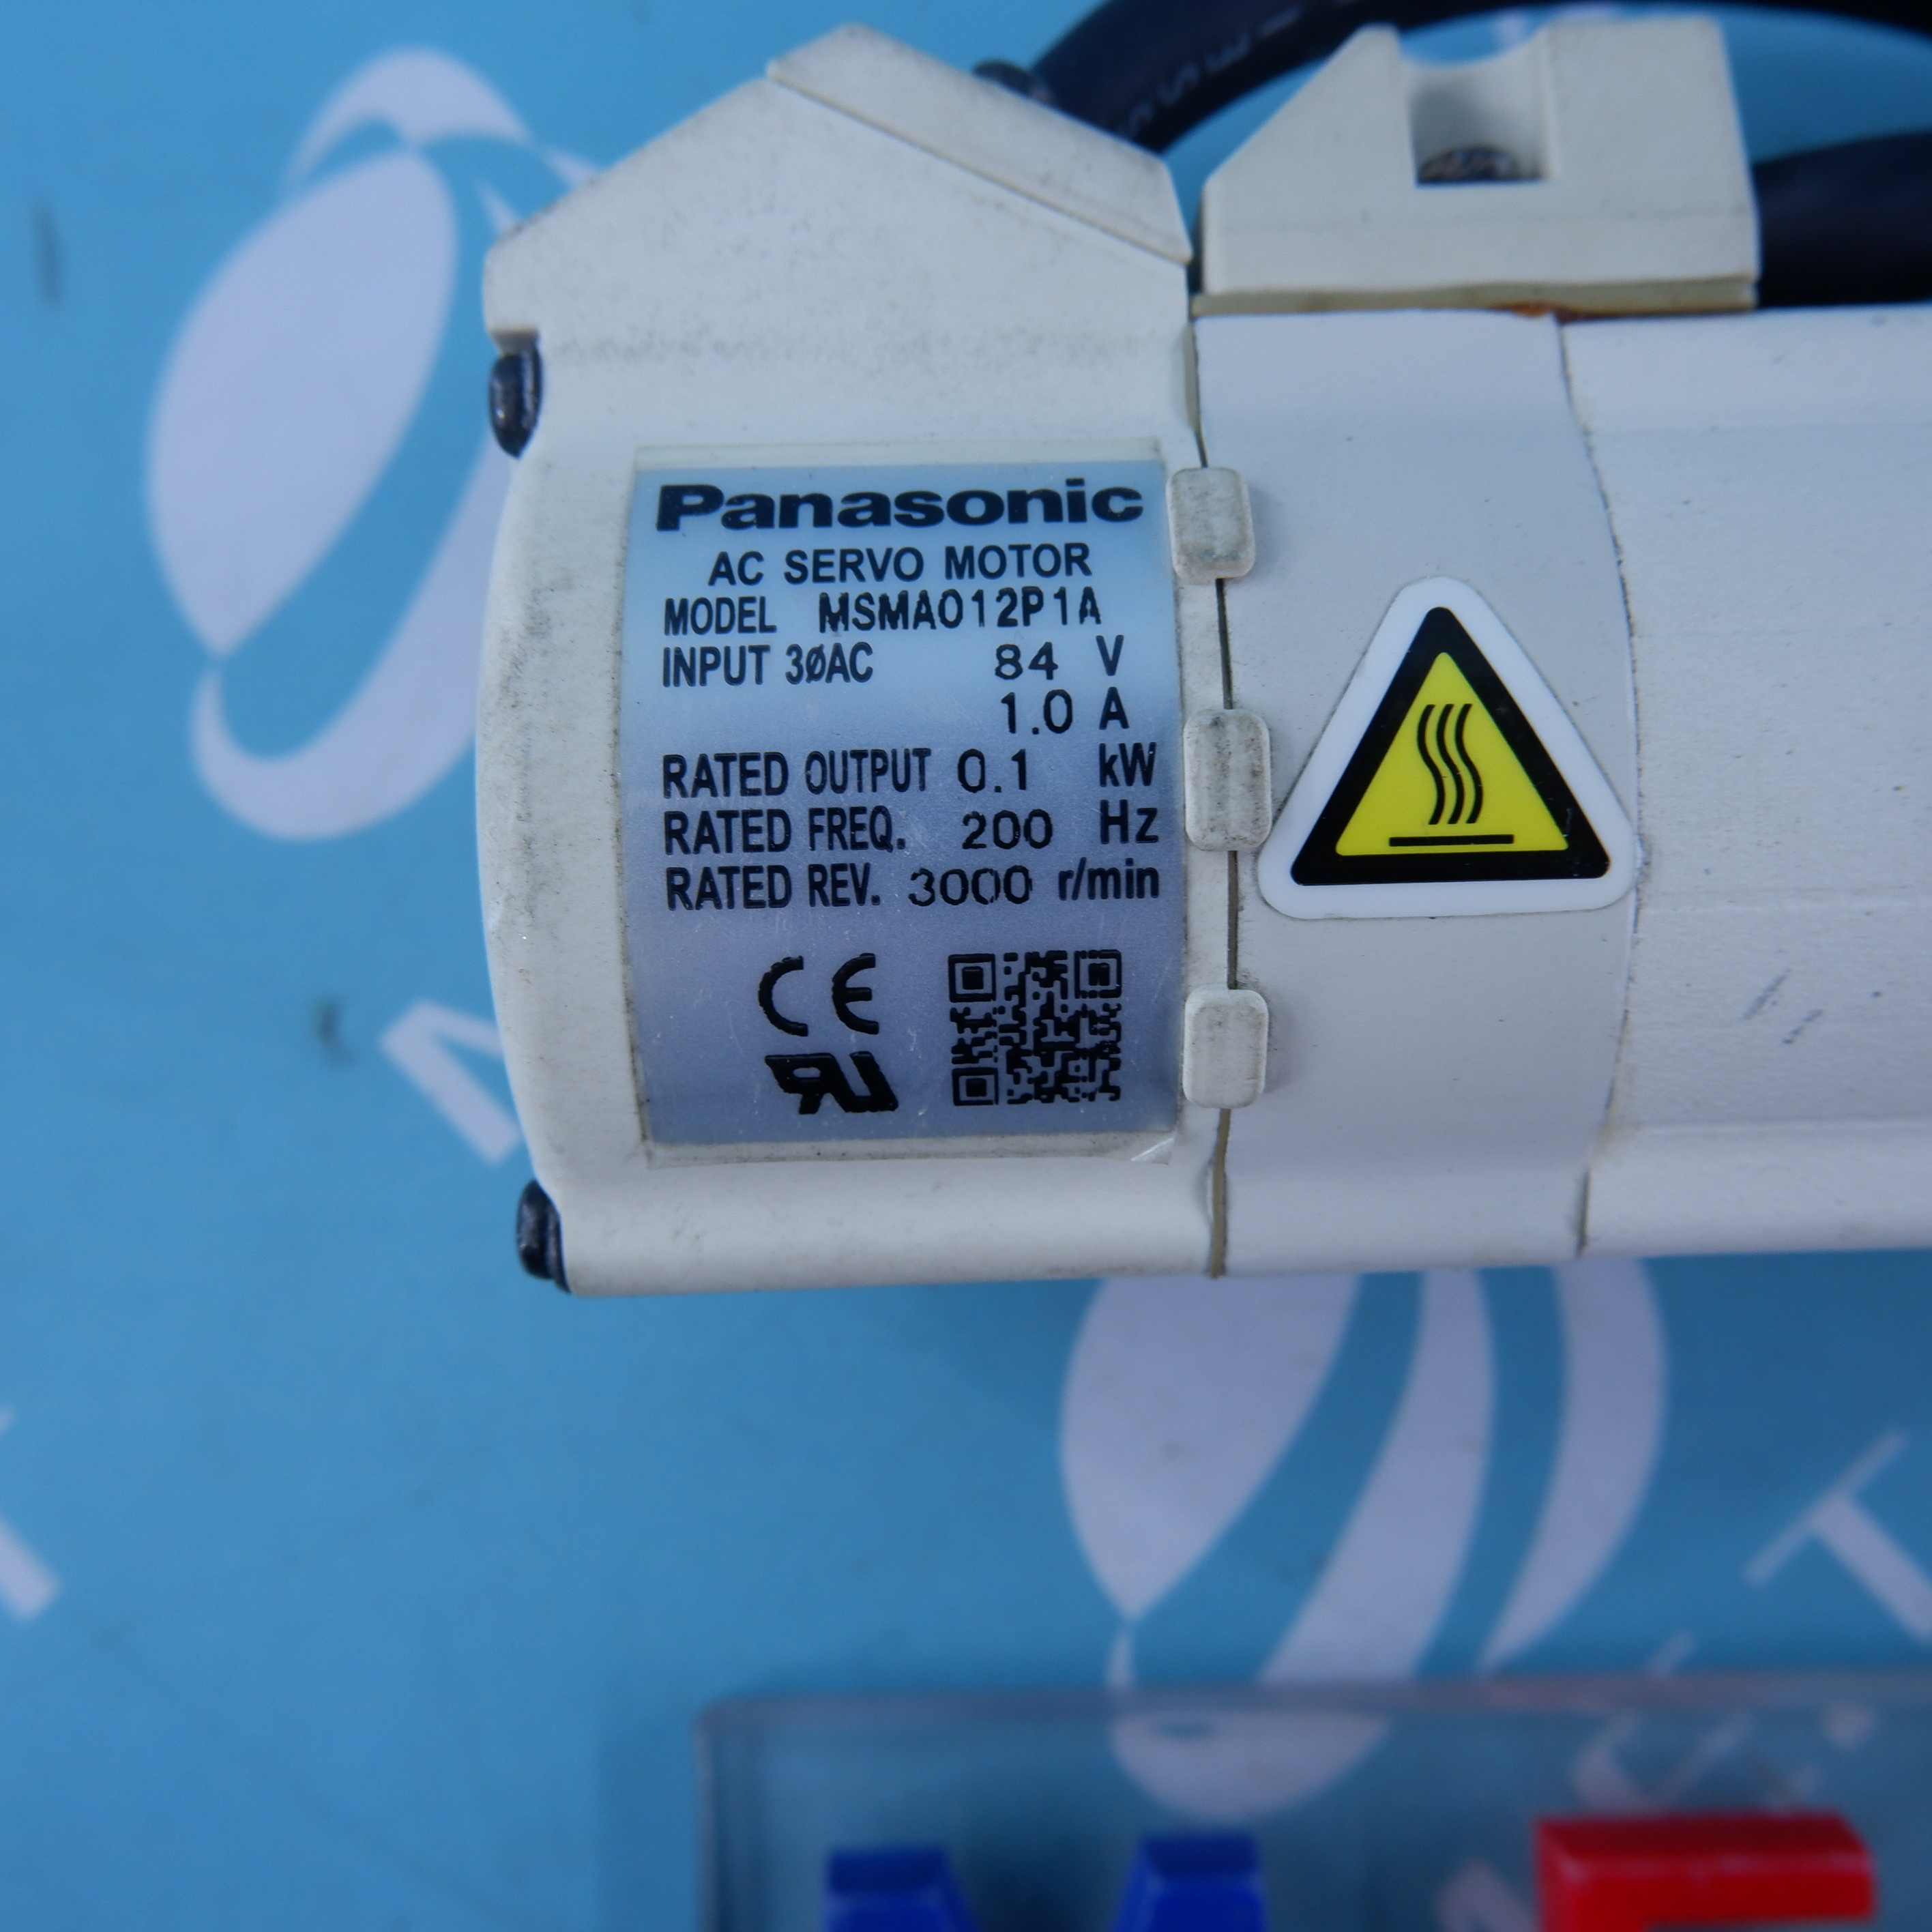 Panasonic
AC SERVO MOTOR
MODEL MSMA012P1A
INPUT 3øAC 84 V
1.0 A
RATED OUTPUT 0.1 kW
RATED FREQ. 200 Hz
RATED REV. 3000 r/min
CE